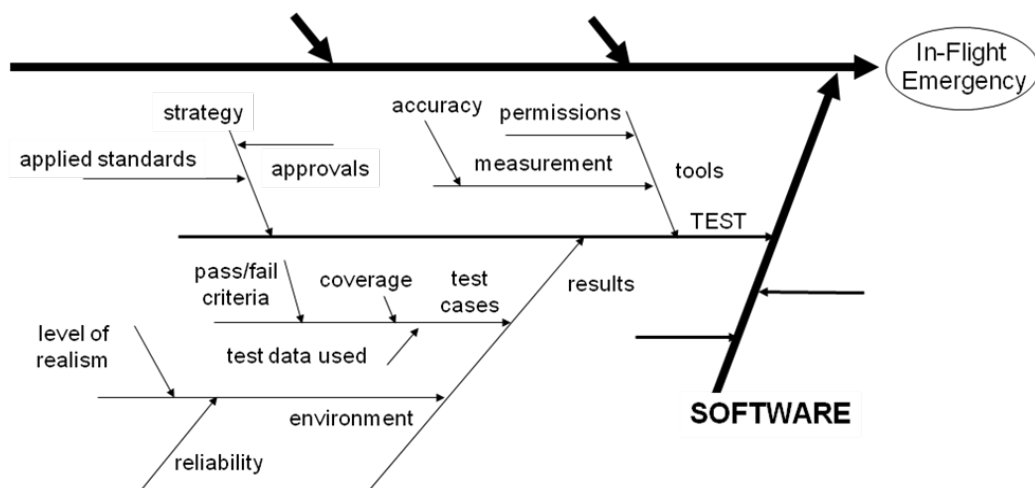 In-Flight
Emergency
strategy
accuracy
permissions
applied standards
approvals
measurement
tools
TEST
pass/fail
criteria
coverage
test
cases
results
level of
realism
test data used
environment
SOFTWARE
reliability